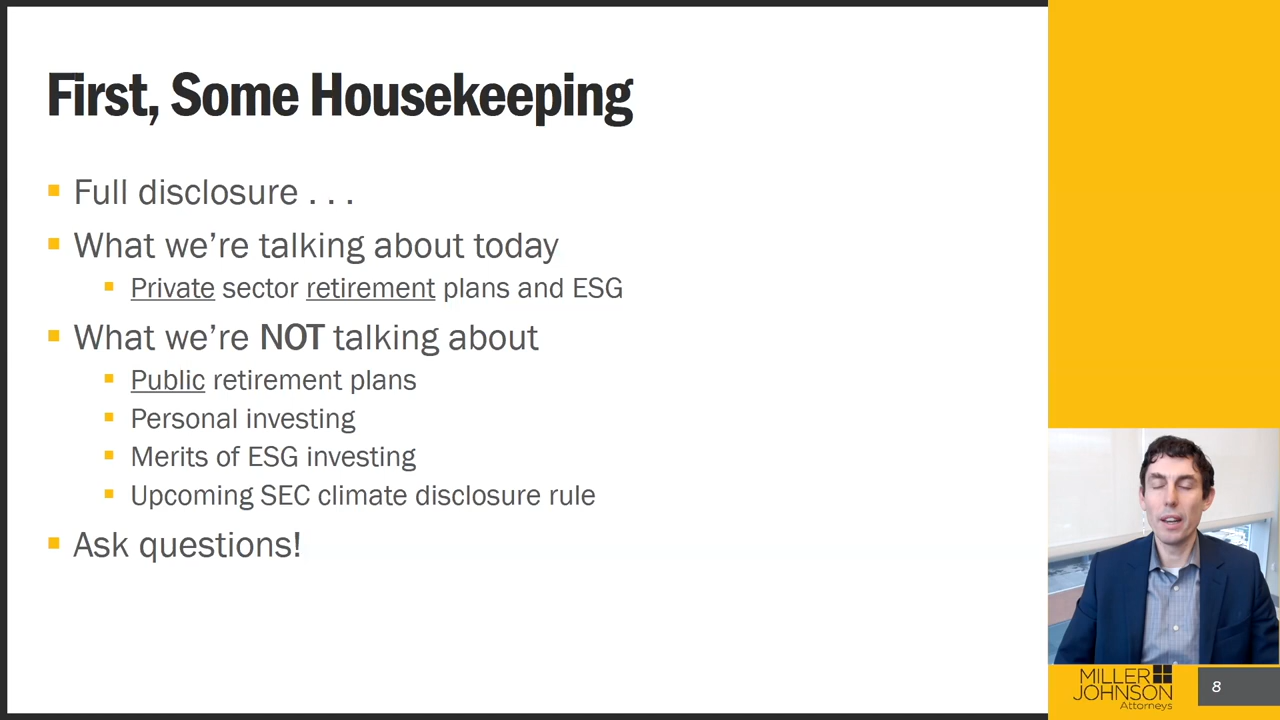 First, Some Housekeeping
Full disclosure . . .
What we’re talking about today
Private sector retirement plans and ESG
What we’re NOT talking about
Public retirement plans
Personal investing
Merits of ESG investing
Upcoming SEC climate disclosure rule
Ask questions!
MILLER
JOHNSON
Attorneys
8